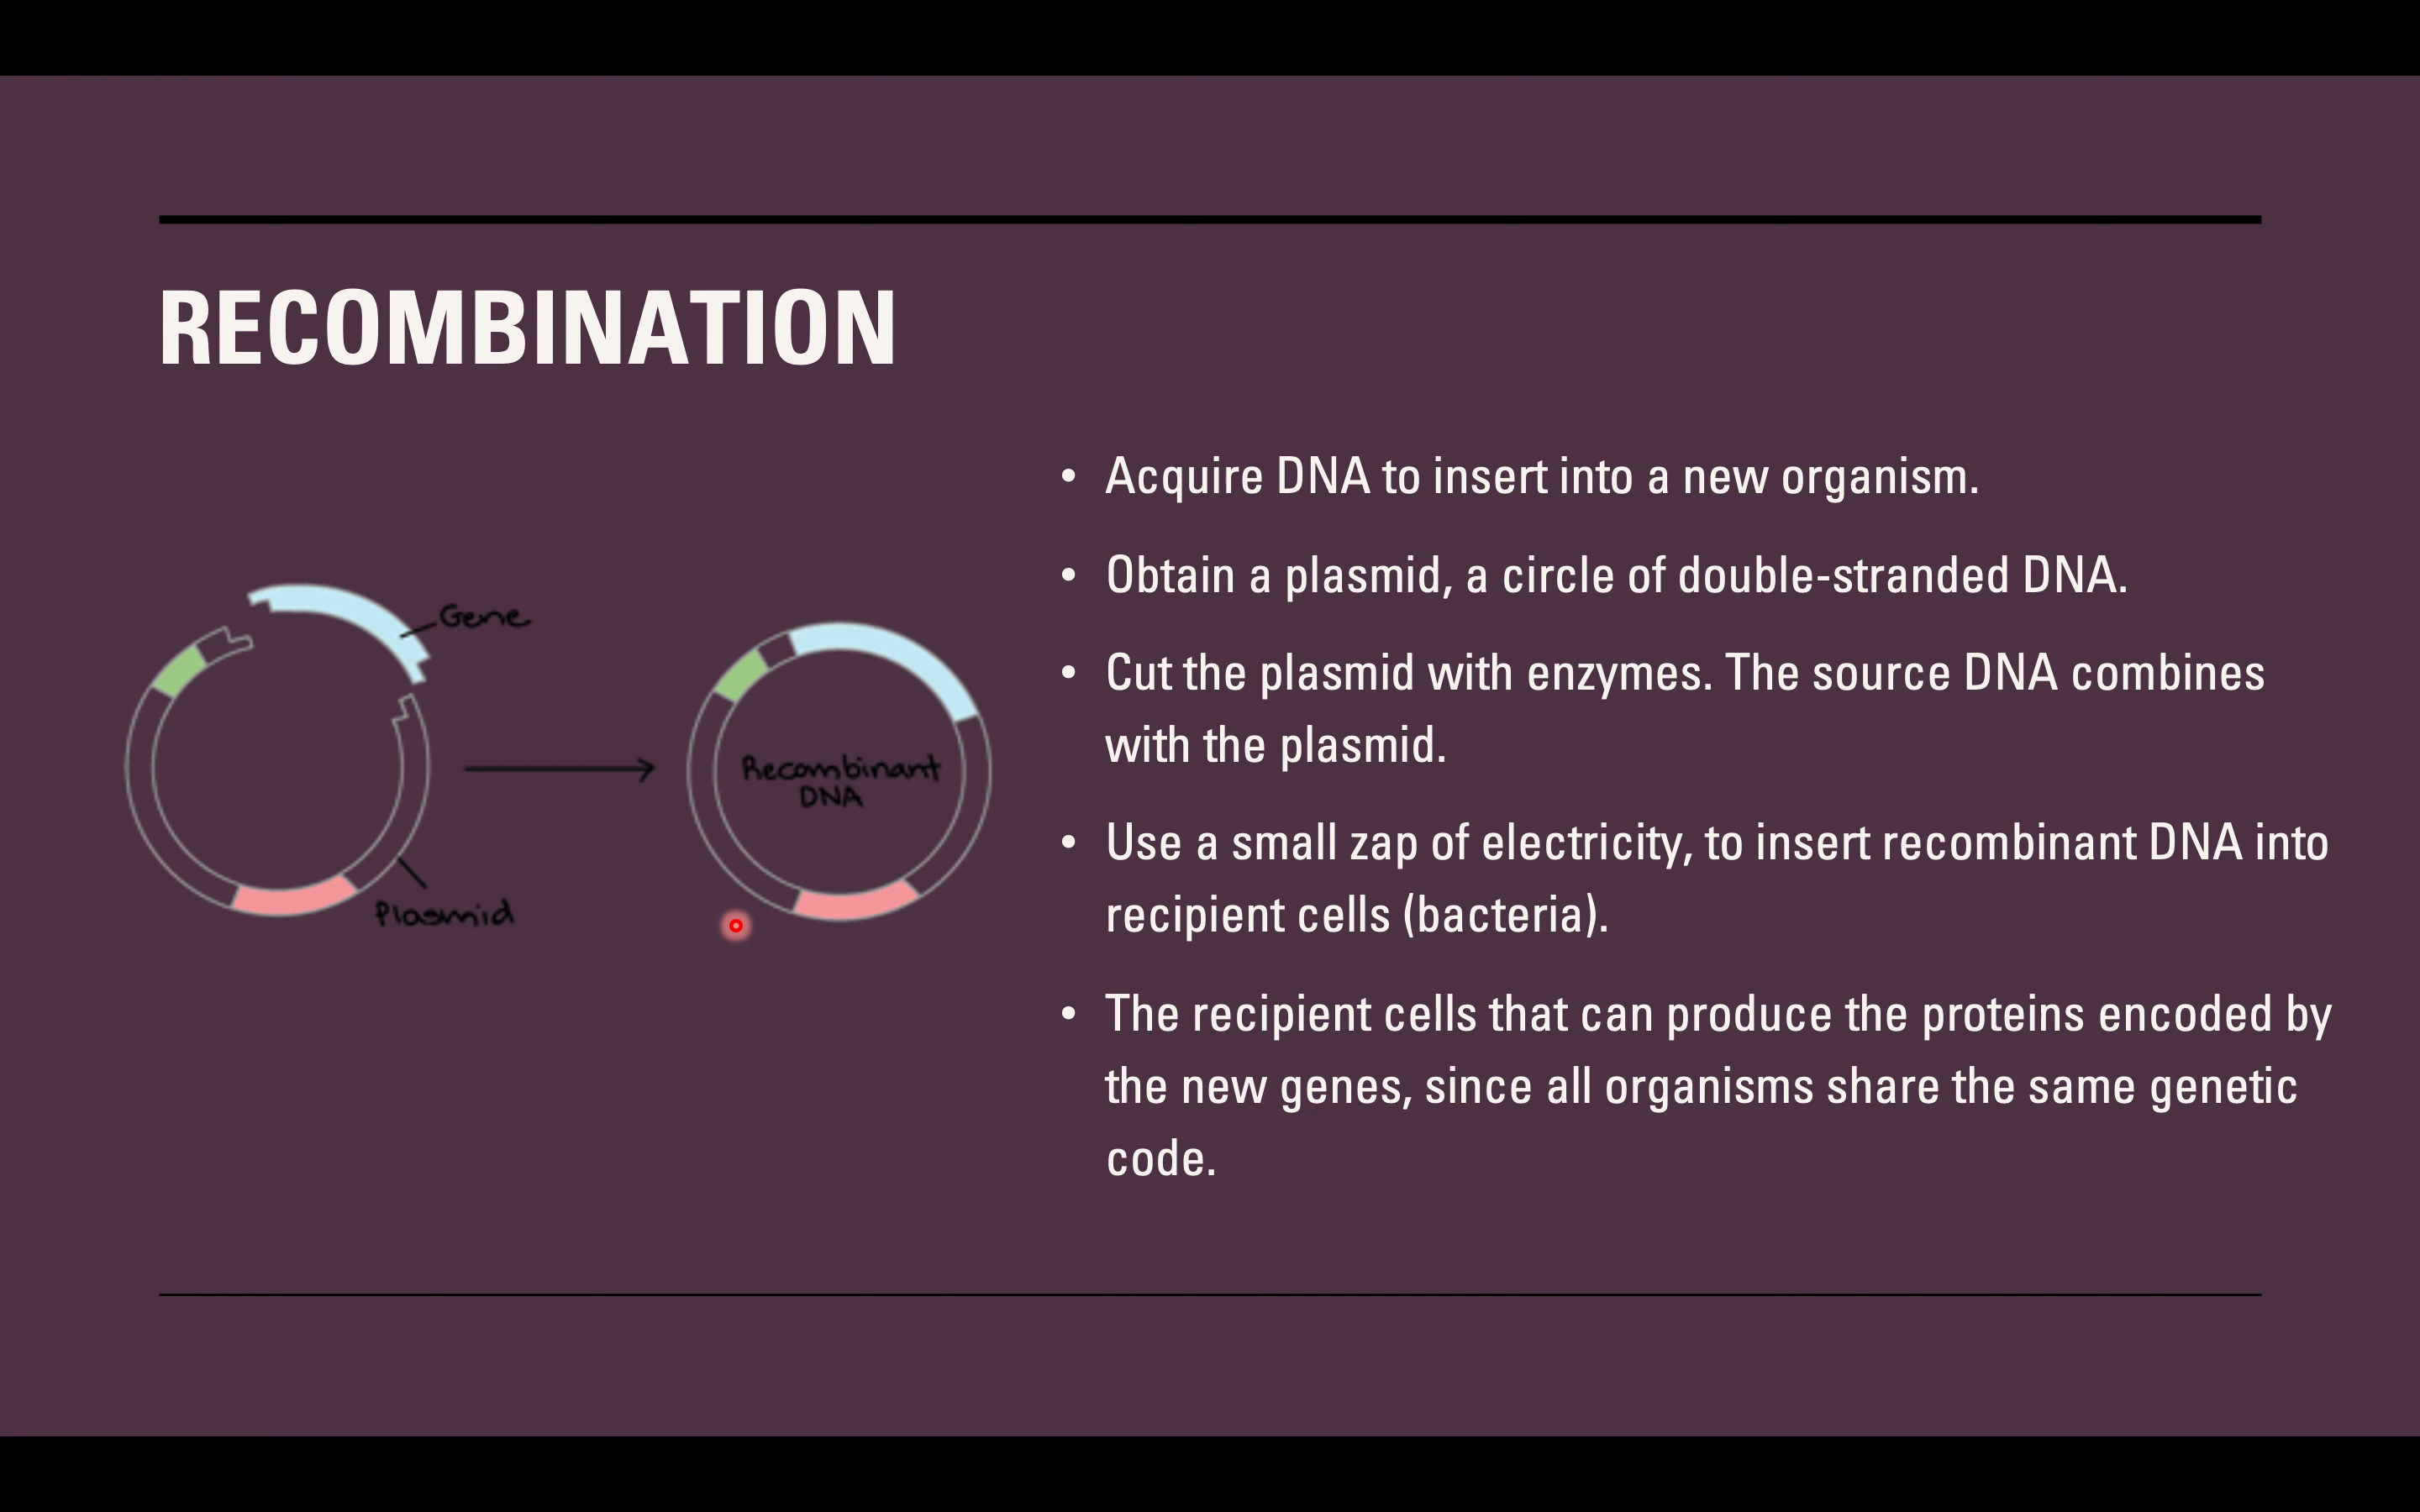 RECOMBINATION
Gene
Plasmid
Recombinant
DNA
• Acquire DNA to insert into a new organism.
• Obtain a plasmid, a circle of double-stranded DNA.
• Cut the plasmid with enzymes. The source DNA combines
with the plasmid.
• Use a small zap of electricity, to insert recombinant DNA into
recipient cells (bacteria).
• The recipient cells that can produce the proteins encoded by
the new genes, since all organisms share the same genetic
code.